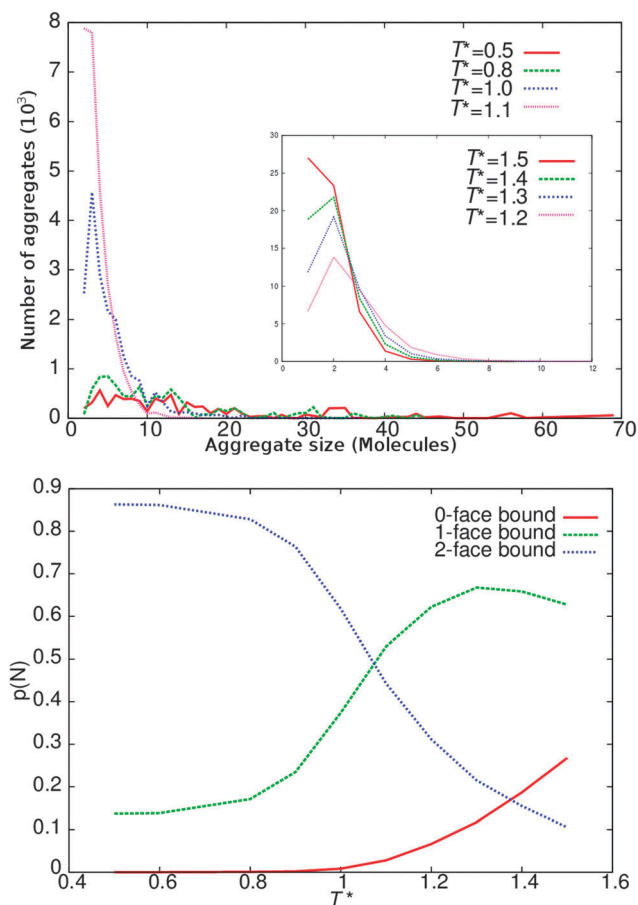 8
7
6
5
4
3
2
1
0
Number of aggregates (10³)
T*=0.5
T*=0.8
T*=1.0
T*=1.1
30
25
20
15
10
5
0
T*=1.5
T*=1.4
T*=1.3
T*=1.2
0 2 4 6 8 10 12
0 10 20 30 40 50 60 70
Aggregate size (Molecules)
0.9
0.8
0.7
0.6
0.5
0.4
0.3
0.2
0.1
0
p(N)
0-face bound
1-face bound
2-face bound
0.4 0.6 0.8 1 1.2 1.4 1.6
T*